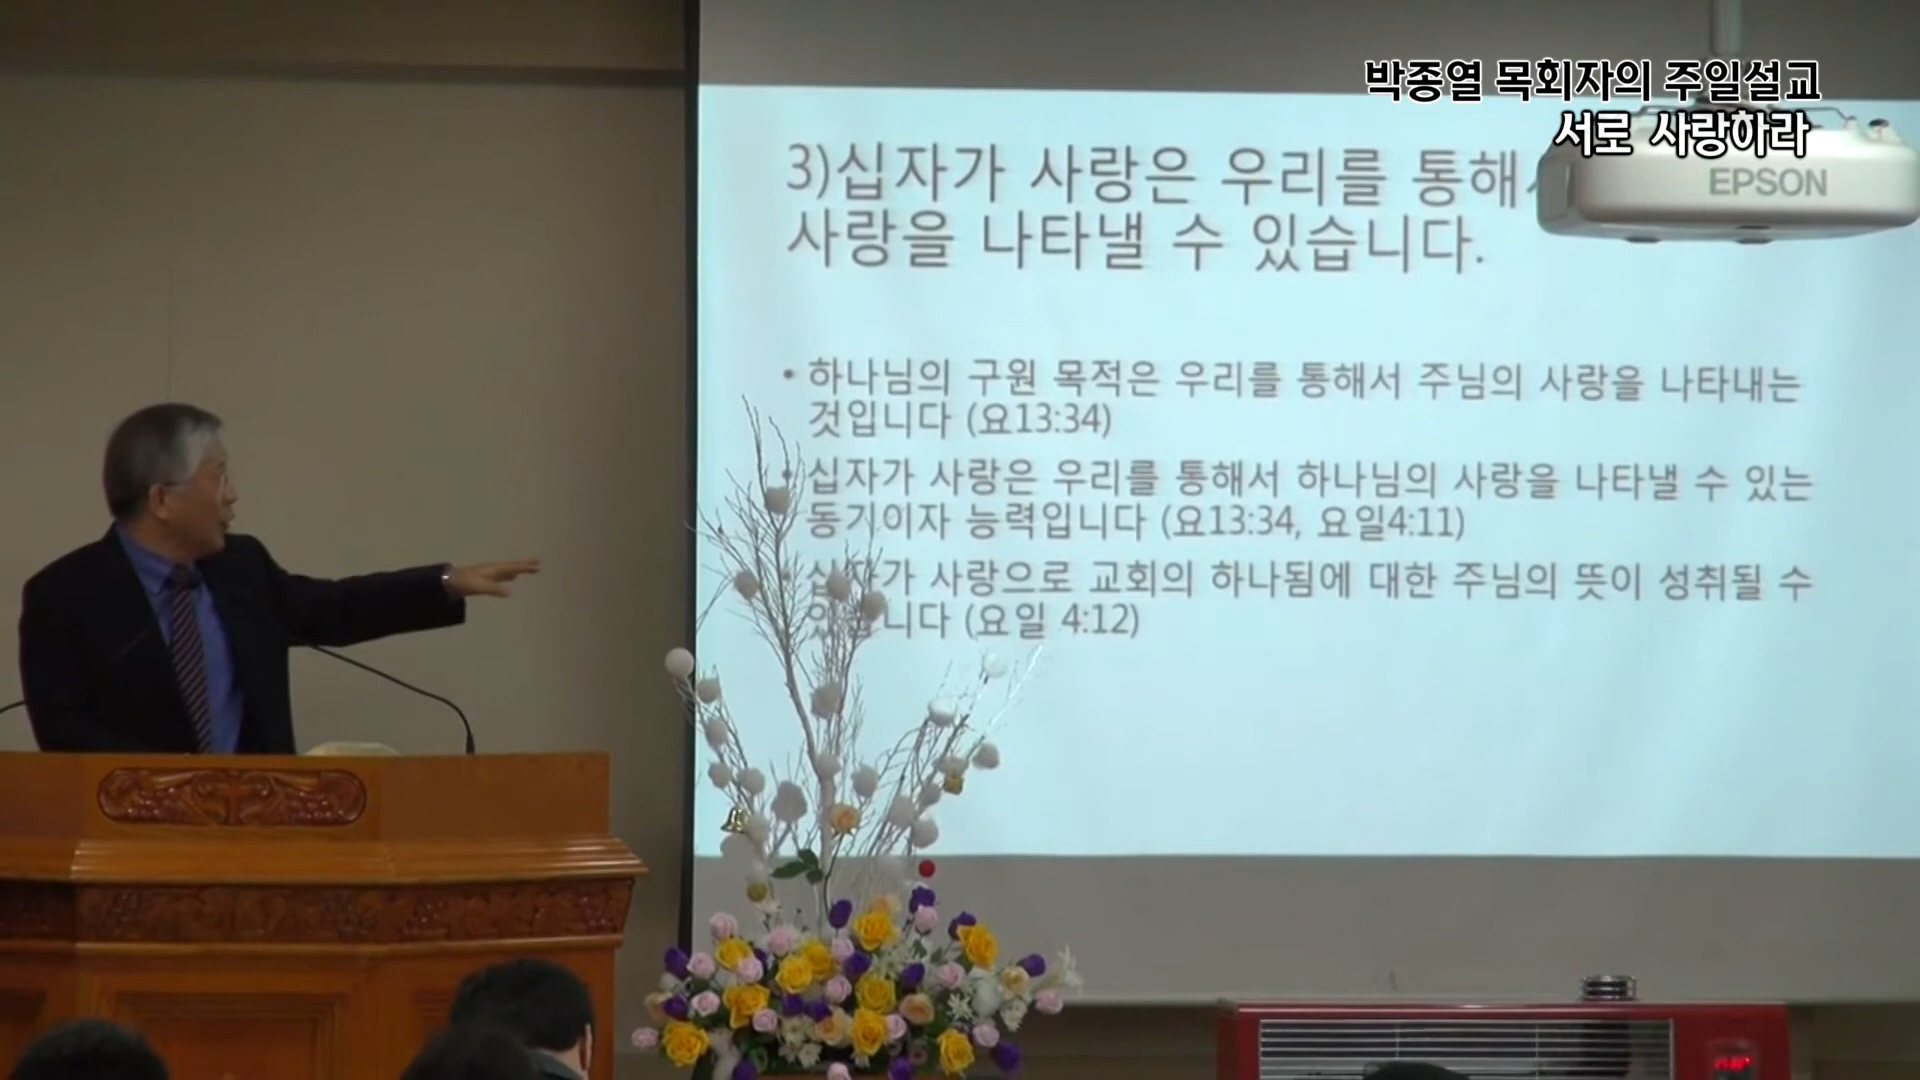 박종열 목회자의 주일설교
서로 사랑하라
EPSON
3)십자가 사랑은 우리를 통해서
사랑을 나타낼 수 있습니다.
• 하나님의 구원 목적은 우리를 통해서 주님의 사랑을 나타내는
것입니다 (요13:34)
• 십자가 사랑은 우리를 통해서 하나님의 사랑을 나타낼 수 있는
동기이자 능력입니다 (요13:34, 요일4:11)
• 십자가 사랑으로 교회의 하나됨에 대한 주님의 뜻이 성취될 수
있습니다 (요일 4:12)